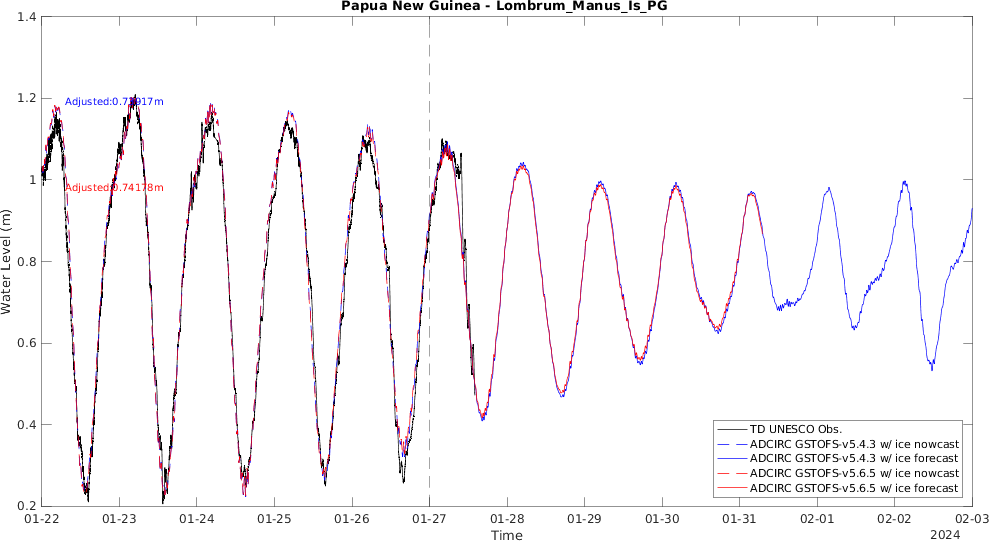 Papua New Guinea - Lombrum_Manus_Is_PG
1.4
1.2
1
0.8
0.6
0.4
0.2
Water Level (m)
Adjusted:0.74178m
TD UNESCO Obs.
ADCIRC GSTOFS-v5.4.3 w/ ice nowcast
ADCIRC GSTOFS-v5.4.3 w/ ice forecast
ADCIRC GSTOFS-v5.6.5 w/ ice nowcast
ADCIRC GSTOFS-v5.6.5 w/ ice forecast
01-22 01-23 01-24 01-25 01-26 01-27 01-28 01-29 01-30 01-31 02-01 02-02 02-03
Time
2024